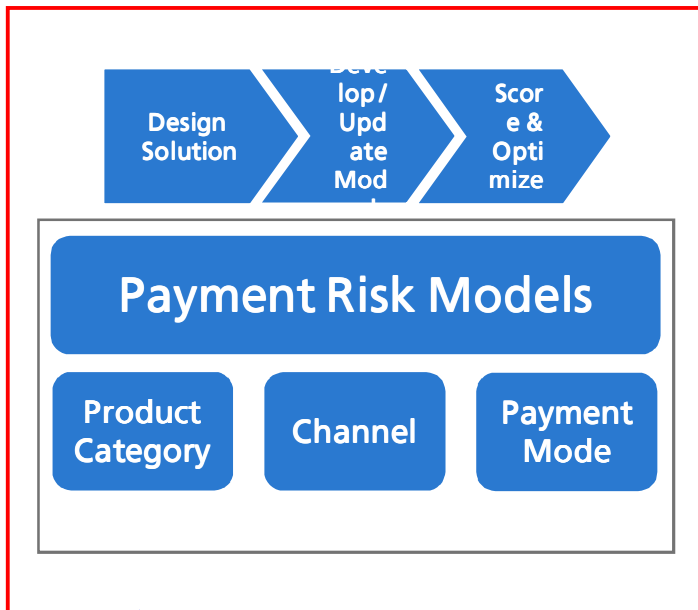 Design
Solution
Deve
lop/
Upd
ate
Mod
Scor
e &
Opti
mize
Payment Risk Models
Product
Category
Channel
Payment
Mode